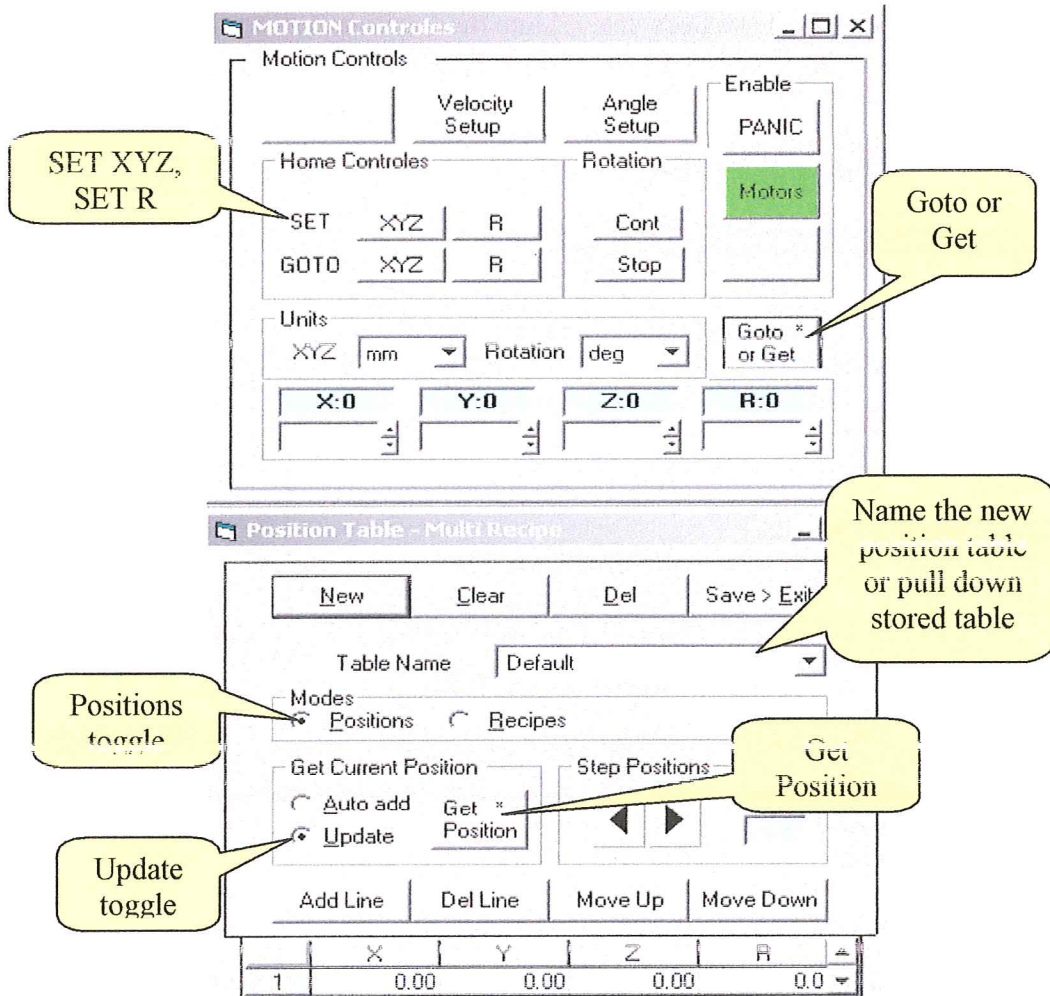 MOTION Controles
Motion Controls
Velocity Setup
Angle Setup
Enable
PANIC
SET XYZ,
SET R
Home Controles
Rotation
Motors
Goto or
Get
SET XYZ R Cont
GOTO XYZ R Stop
Units
XYZ mm Rotation deg
Goto *
or Get
X:0 Y:0 Z:0 R:0
Position Table - Multi Recipe
Name the new
position table
or pull down
stored table
New Clear Del Save > Exit
Table Name Default
Positions
toggle
Modes
Positions Recipes
Get
Position
Get Current Position
Step Positions
Auto add
Update
Get *
Position
Update
toggle
Add Line Del Line Move Up Move Down
X Y Z R
1 0.00 0.00 0.00 0.0